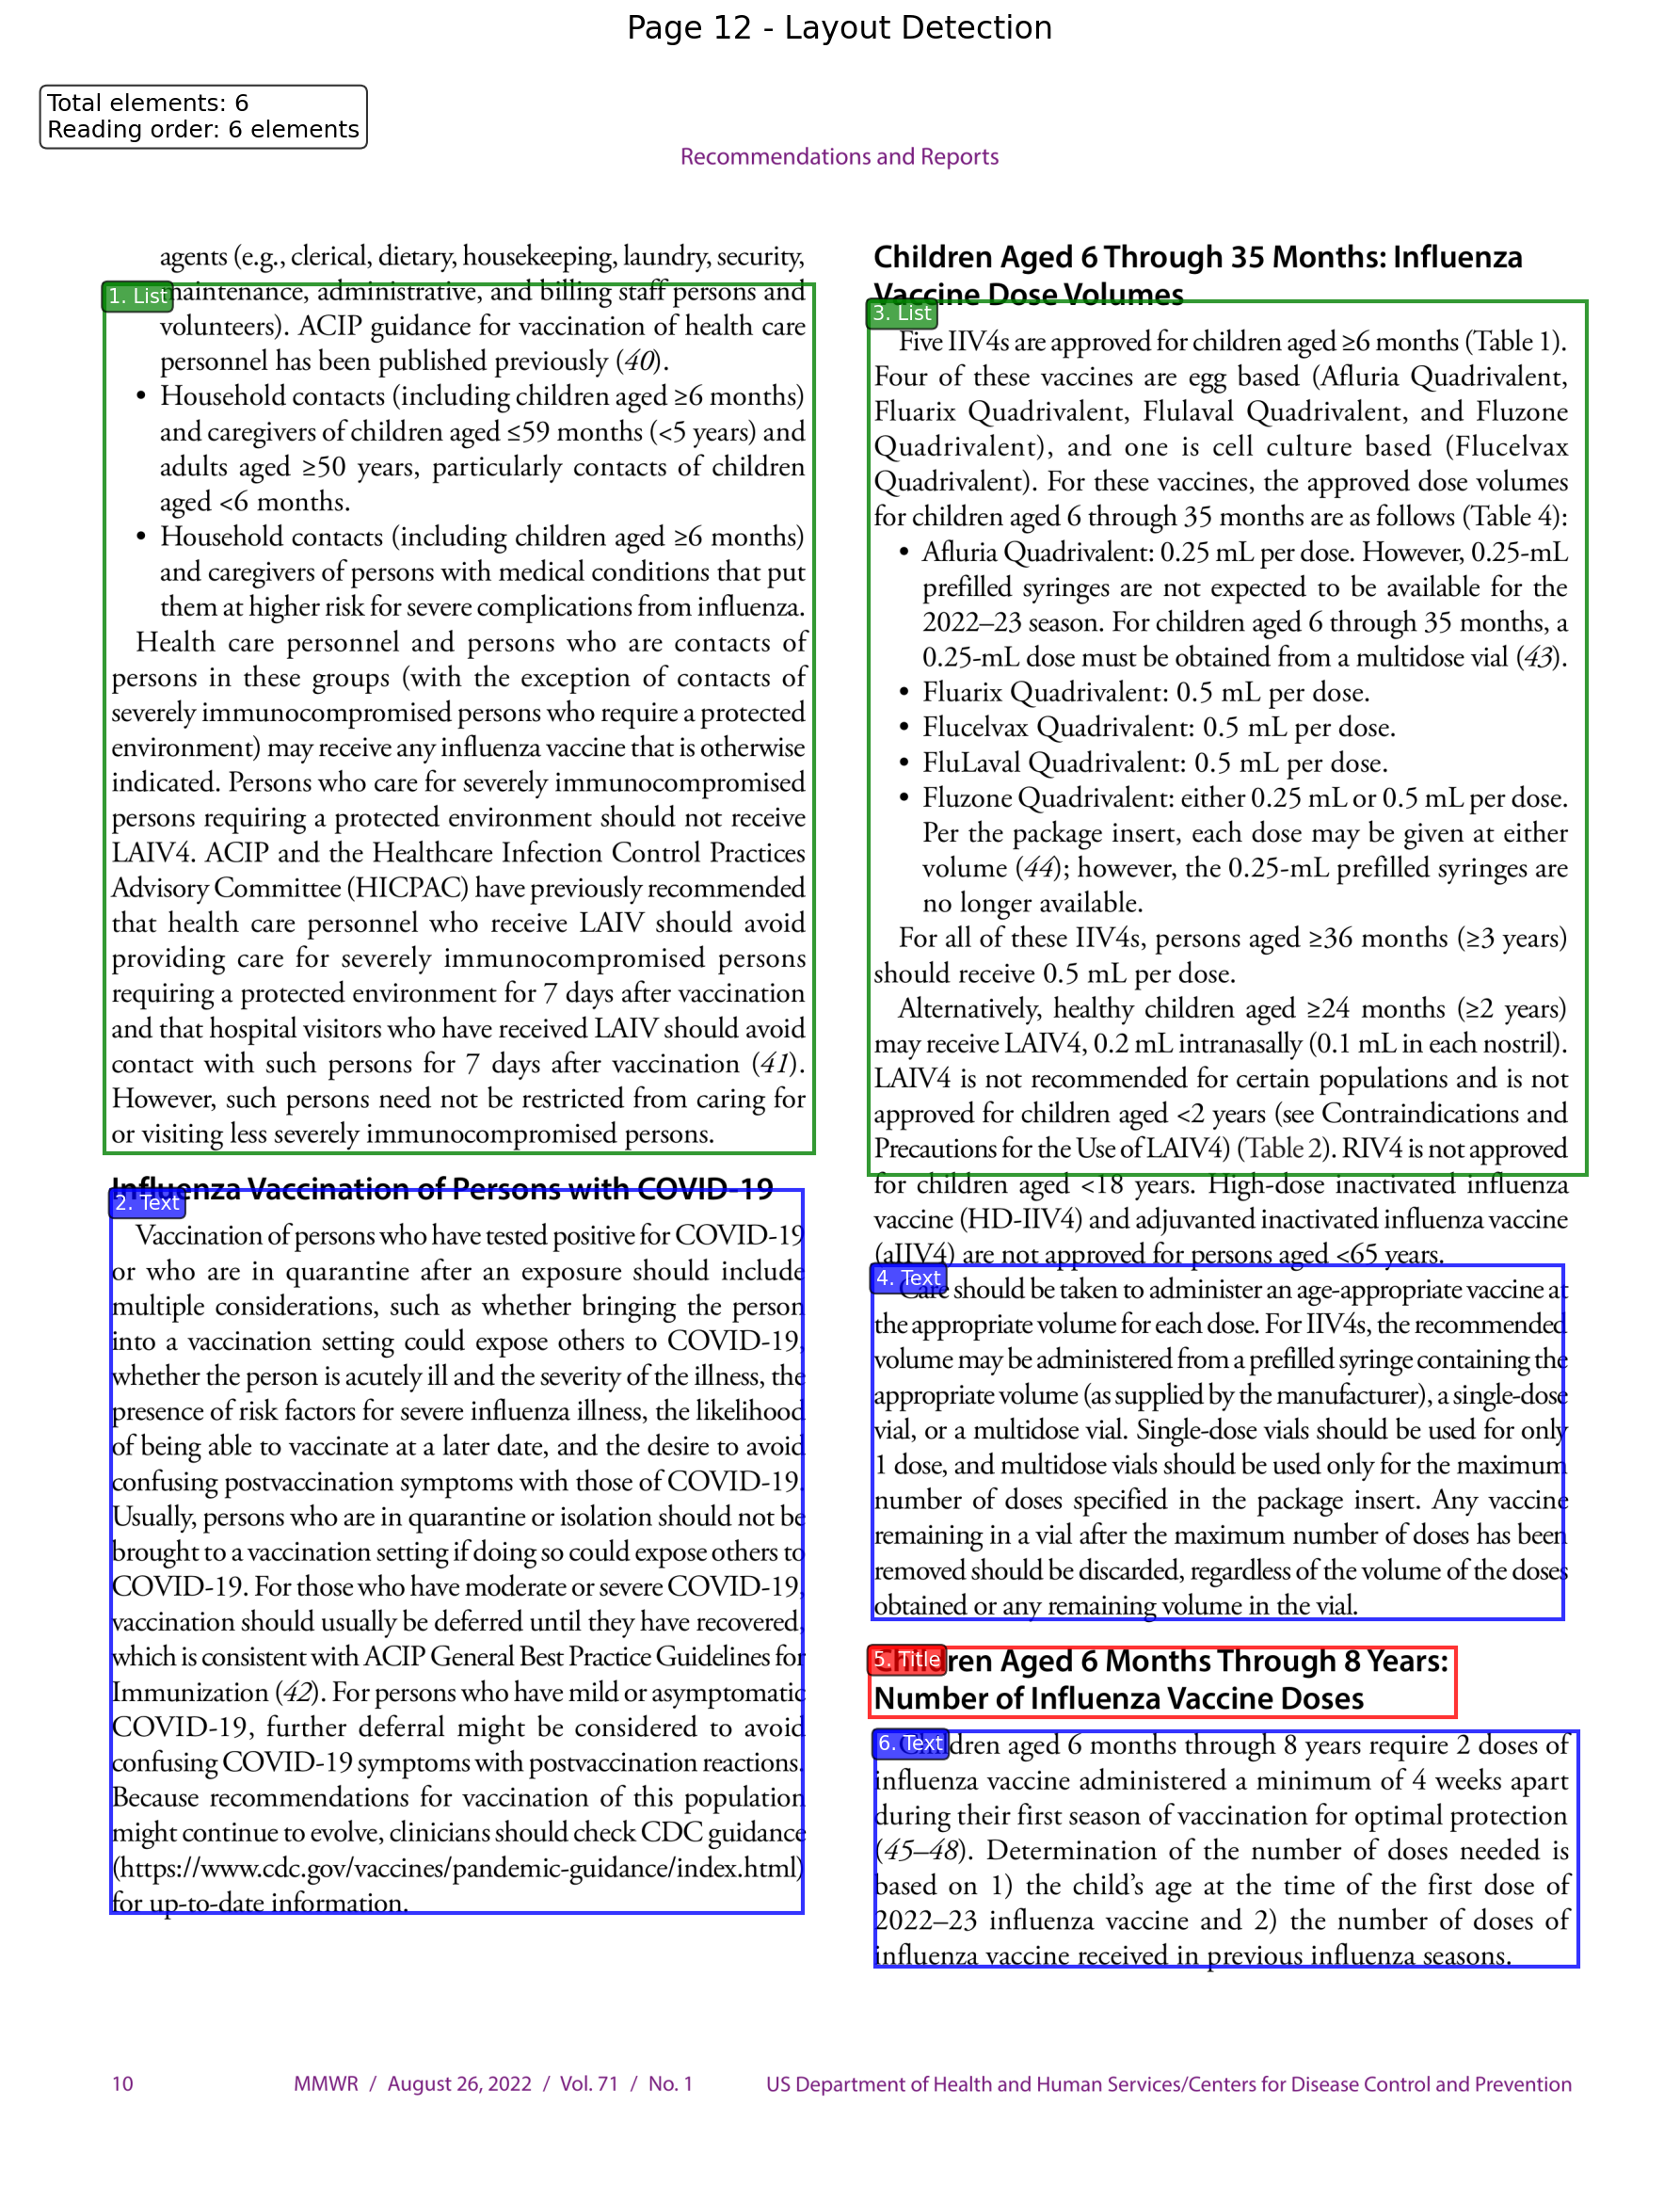 Page 12 - Layout Detection
Total elements: 6
Reading order: 6 elements
Recommendations and Reports
agents (e.g., clerical, dietary, housekeeping, laundry, security,
1. List
maintenance, administrative, and billing staff persons and
volunteers). ACIP guidance for vaccination of health care
personnel has been published previously (40).
• Household contacts (including children aged ≥6 months)
and caregivers of children aged ≤59 months (<5 years) and
adults aged ≥50 years, particularly contacts of children
aged <6 months.
• Household contacts (including children aged ≥6 months)
and caregivers of persons with medical conditions that put
them at higher risk for severe complications from influenza.
Health care personnel and persons who are contacts of
persons in these groups (with the exception of contacts of
severely immunocompromised persons who require a protected
environment) may receive any influenza vaccine that is otherwise
indicated. Persons who care for severely immunocompromised
persons requiring a protected environment should not receive
LAIV4. ACIP and the Healthcare Infection Control Practices
Advisory Committee (HICPAC) have previously recommended
that health care personnel who receive LAIV should avoid
providing care for severely immunocompromised persons
requiring a protected environment for 7 days after vaccination
and that hospital visitors who have received LAIV should avoid
contact with such persons for 7 days after vaccination (41).
However, such persons need not be restricted from caring for
or visiting less severely immunocompromised persons.
Influenza Vaccination of Persons with COVID-19
2. Text
Vaccination of persons who have tested positive for COVID-19
or who are in quarantine after an exposure should include
multiple considerations, such as whether bringing the person
into a vaccination setting could expose others to COVID-19,
whether the person is acutely ill and the severity of the illness, the
presence of risk factors for severe influenza illness, the likelihood
of being able to vaccinate at a later date, and the desire to avoid
confusing postvaccination symptoms with those of COVID-19.
Usually, persons who are in quarantine or isolation should not be
brought to a vaccination setting if doing so could expose others to
COVID-19. For those who have moderate or severe COVID-19,
vaccination should usually be deferred until they have recovered,
which is consistent with ACIP General Best Practice Guidelines for
Immunization (42). For persons who have mild or asymptomatic
COVID-19, further deferral might be considered to avoid
confusing COVID-19 symptoms with postvaccination reactions.
Because recommendations for vaccination of this population
might continue to evolve, clinicians should check CDC guidance
(https://www.cdc.gov/vaccines/pandemic-guidance/index.html)
for up-to-date information.
Children Aged 6 Through 35 Months: Influenza
Vaccine Dose Volumes
3. List
Five IIV4s are approved for children aged ≥6 months (Table 1).
Four of these vaccines are egg based (Afluria Quadrivalent,
Fluarix Quadrivalent, Flulaval Quadrivalent, and Fluzone
Quadrivalent), and one is cell culture based (Flucelvax
Quadrivalent). For these vaccines, the approved dose volumes
for children aged 6 through 35 months are as follows (Table 4):
• Afluria Quadrivalent: 0.25 mL per dose. However, 0.25-mL
prefilled syringes are not expected to be available for the
2022–23 season. For children aged 6 through 35 months, a
0.25-mL dose must be obtained from a multidose vial (43).
• Fluarix Quadrivalent: 0.5 mL per dose.
• Flucelvax Quadrivalent: 0.5 mL per dose.
• FluLaval Quadrivalent: 0.5 mL per dose.
• Fluzone Quadrivalent: either 0.25 mL or 0.5 mL per dose.
Per the package insert, each dose may be given at either
volume (44); however, the 0.25-mL prefilled syringes are
no longer available.
For all of these IIV4s, persons aged ≥36 months (≥3 years)
should receive 0.5 mL per dose.
Alternatively, healthy children aged ≥24 months (≥2 years)
may receive LAIV4, 0.2 mL intranasally (0.1 mL in each nostril).
LAIV4 is not recommended for certain populations and is not
approved for children aged <2 years (see Contraindications and
Precautions for the Use of LAIV4) (Table 2). RIV4 is not approved
for children aged <18 years. High-dose inactivated influenza
vaccine (HD-IIV4) and adjuvanted inactivated influenza vaccine
(aIIV4) are not approved for persons aged <65 years.
4. Text
Care should be taken to administer an age-appropriate vaccine at
the appropriate volume for each dose. For IIV4s, the recommended
volume may be administered from a prefilled syringe containing the
appropriate volume (as supplied by the manufacturer), a single-dose
vial, or a multidose vial. Single-dose vials should be used for only
1 dose, and multidose vials should be used only for the maximum
number of doses specified in the package insert. Any vaccine
remaining in a vial after the maximum number of doses has been
removed should be discarded, regardless of the volume of the doses
obtained or any remaining volume in the vial.
5. Title
Children Aged 6 Months Through 8 Years:
Number of Influenza Vaccine Doses
6. Text
Children aged 6 months through 8 years require 2 doses of
influenza vaccine administered a minimum of 4 weeks apart
during their first season of vaccination for optimal protection
(45–48). Determination of the number of doses needed is
based on 1) the child's age at the time of the first dose of
2022–23 influenza vaccine and 2) the number of doses of
influenza vaccine received in previous influenza seasons.
10 MMWR / August 26, 2022 / Vol. 71 / No. 1 US Department of Health and Human Services/Centers for Disease Control and Prevention